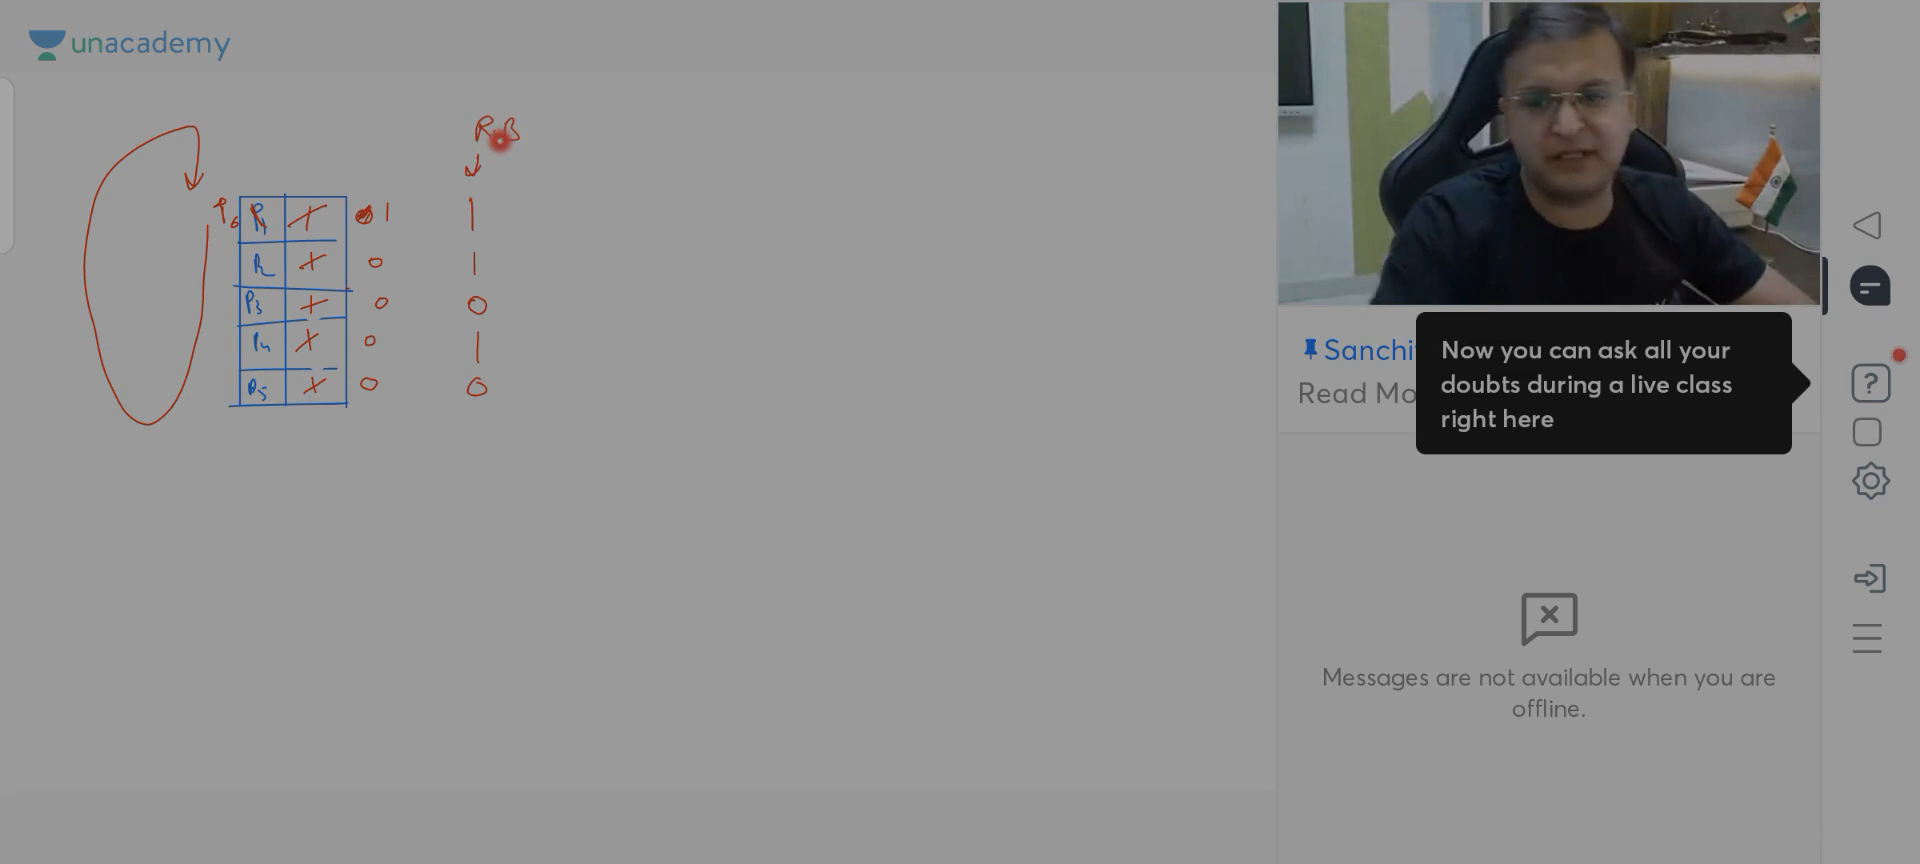 unacademy
R.B
P6 P1 1 1
P2 0 1
P3 0 0
P4 0 1
P5 0 0
Sanchi
Read Mo
Now you can ask all your
doubts during a live class
right here
Messages are not available when you are
offline.